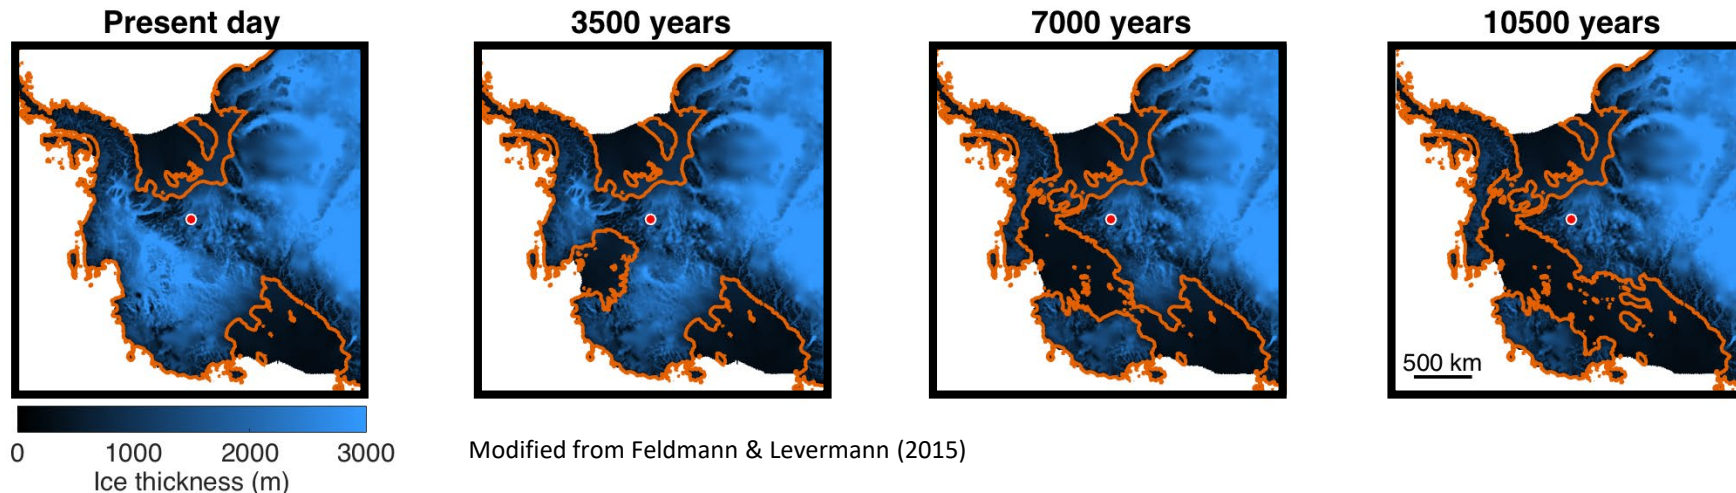 Present day
3500 years
7000 years
10500 years
500 km
0 1000 2000 3000
Ice thickness (m)
Modified from Feldmann & Levermann (2015)